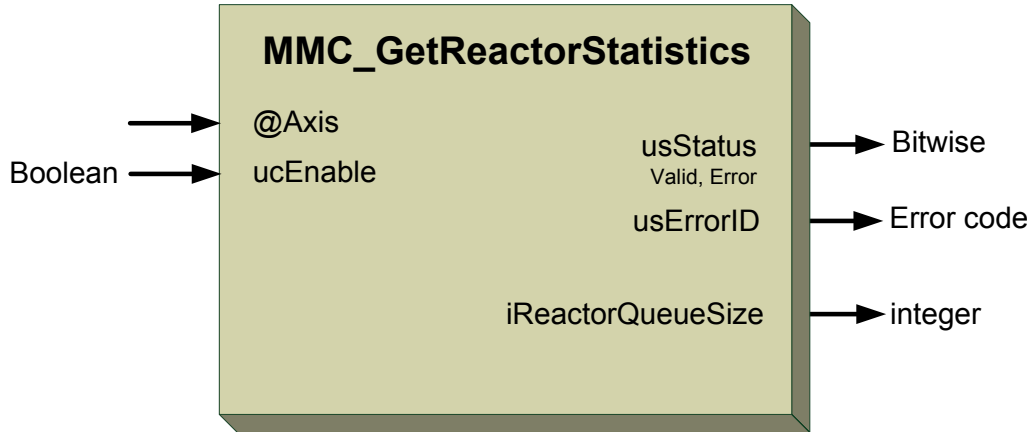 MMC_GetReactorStatistics
@Axis
Boolean
ucEnable
usStatus
Bitwise
Valid, Error
usErrorID
Error code
iReactorQueueSize
integer